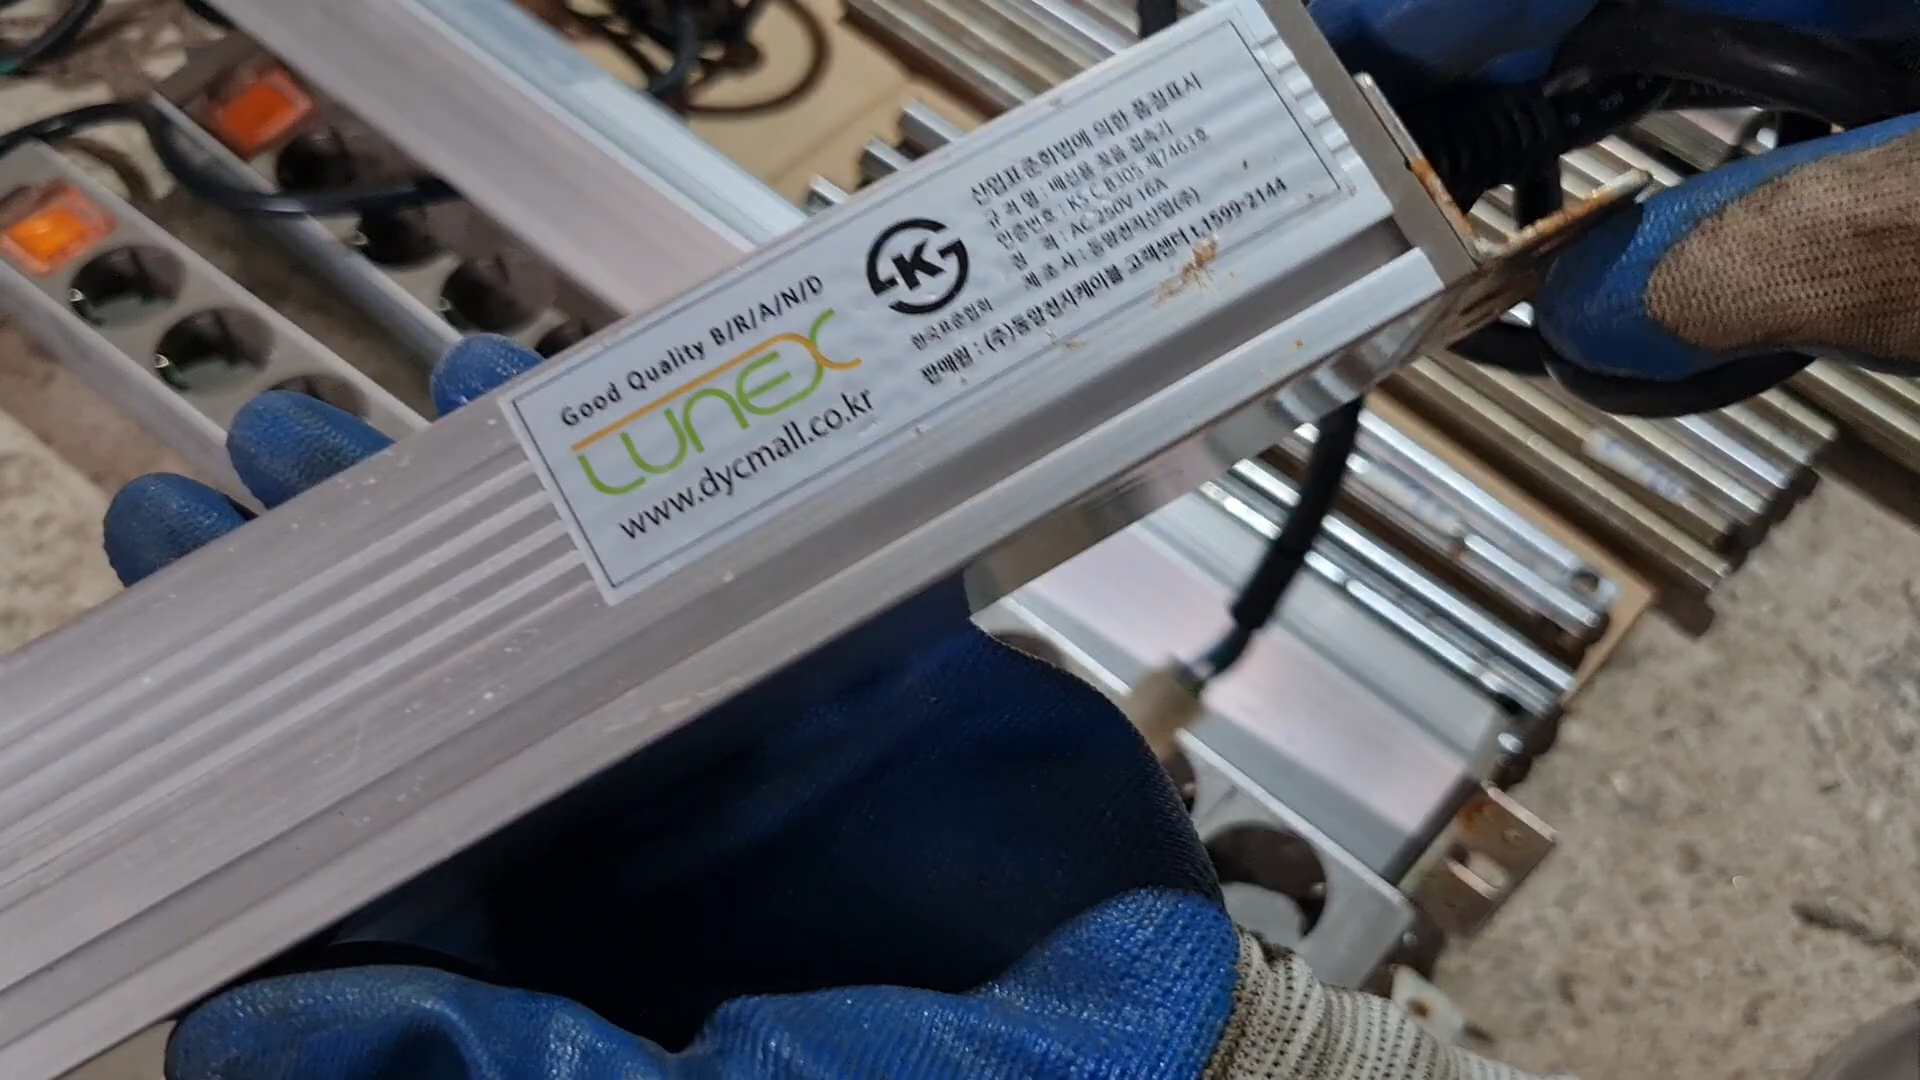 Good Quality B/R/A/N/D
LUNEX
www.dycmall.co.kr
K
한국표준협회
산업표준화법에 의한 품질표시
규 격 명 : 배선용 꽂음 접속기
인증번호 : KS C 8305 제7463호
정 격 : AC 250V 16A
제 조 사 : 동양전자산업(주)
판매원 : (주)동양전자케이블 고객센터 t.1599-2144